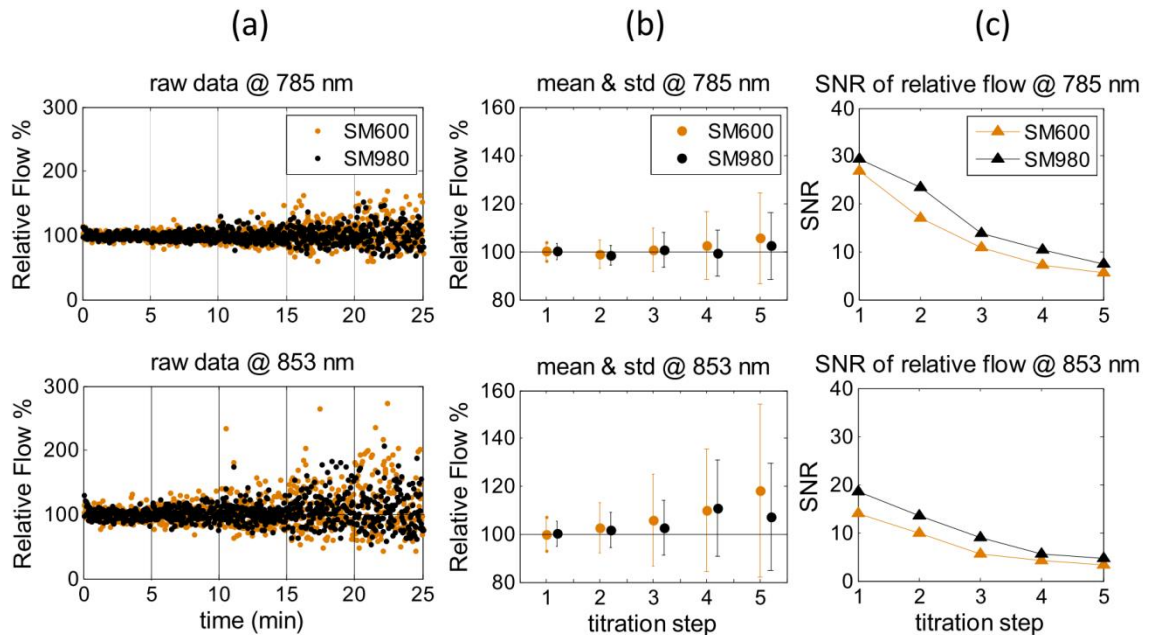 (a)
(b)
(c)
raw data @ 785 nm
mean & std @ 785 nm
SNR of relative flow @ 785 nm
Relative Flow %
300
200
100
0
SM600
SM980
0 5 10 15 20 25
Relative Flow %
160
140
120
100
80
SM600
SM980
1 2 3 4 5
SNR
40
30
20
10
0
SM600
SM980
1 2 3 4 5
raw data @ 853 nm
mean & std @ 853 nm
SNR of relative flow @ 853 nm
Relative Flow %
300
200
100
0
0 5 10 15 20 25
time (min)
Relative Flow %
160
140
120
100
80
1 2 3 4 5
titration step
SNR
40
30
20
10
0
1 2 3 4 5
titration step